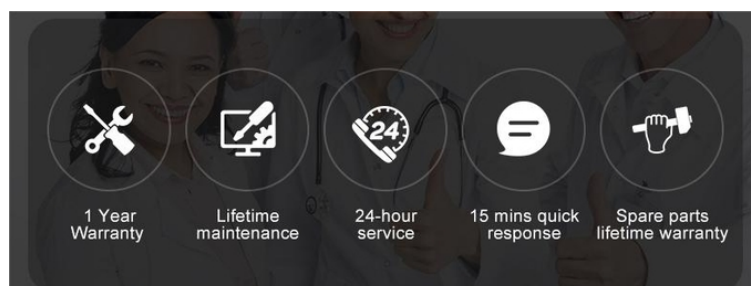 24
1 Year
Warranty
Lifetime
maintenance
24-hour
service
15 mins quick
response
Spare parts
lifetime warranty